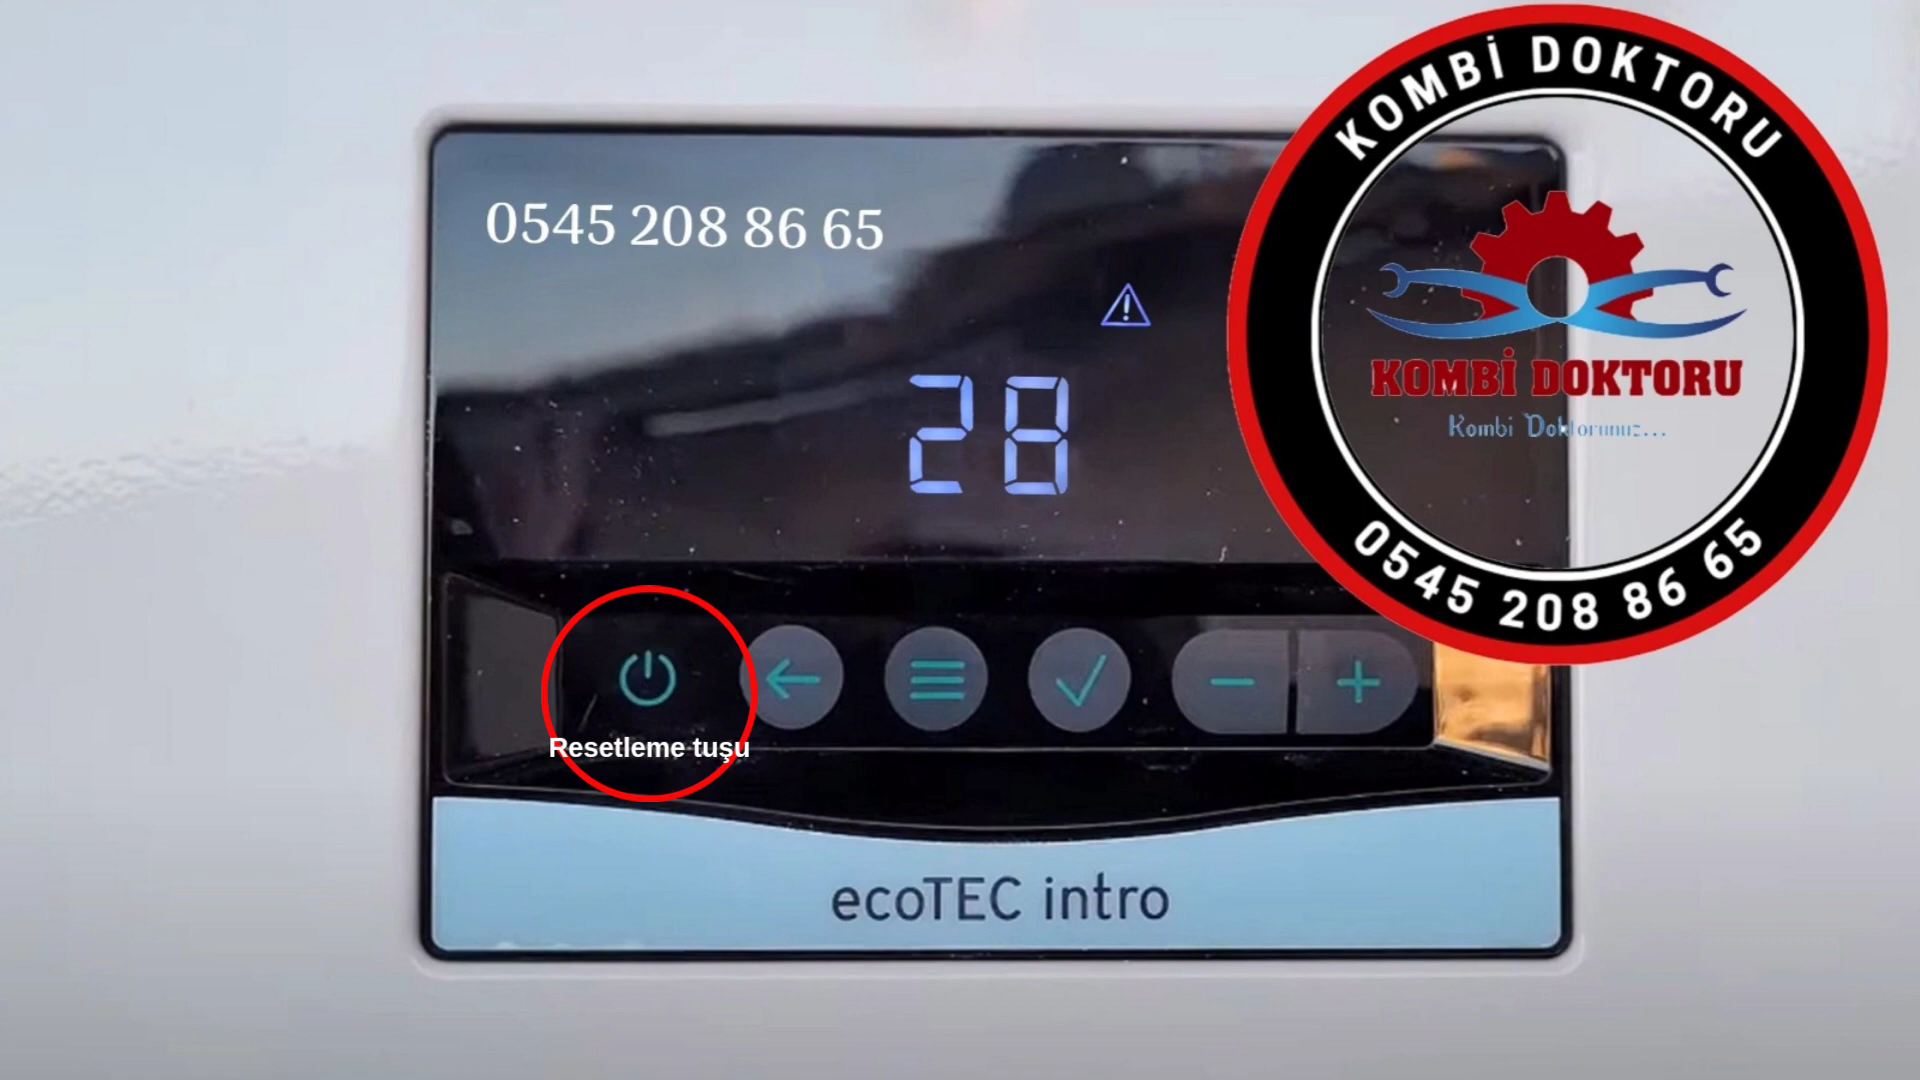 KOMBİ DOKTORU
0545 208 86 65
28
KOMBİ DOKTORU
Kombi Doktorunuz...
0545 208 86 65
Resetleme tuşu
ecoTEC intro